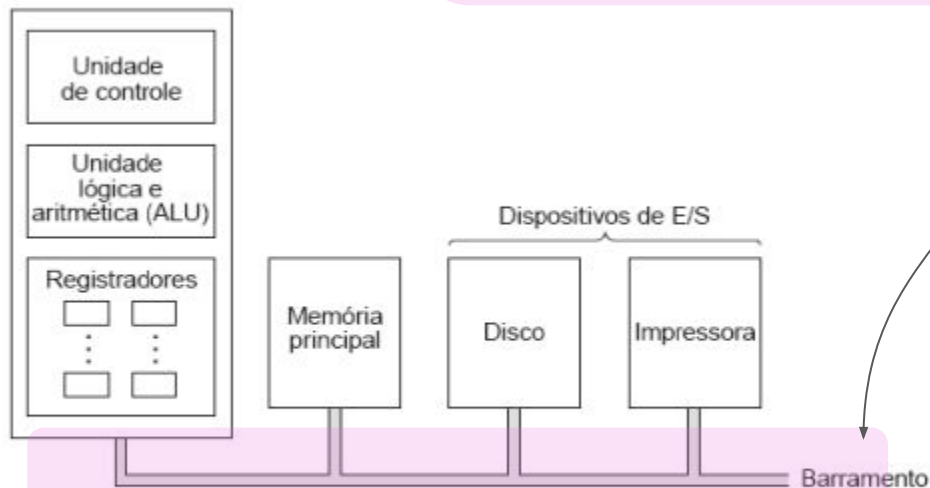 Unidade
de controle
Unidade
lógica e
aritmética (ALU)
Registradores
Memória
principal
Dispositivos de E/S
Disco
Impressora
Barramento